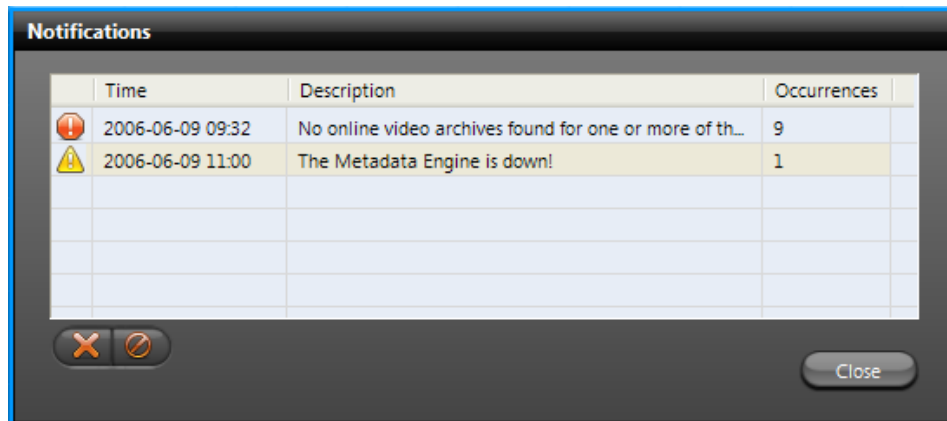 Notifications
Time Description Occurrences
2006-06-09 09:32 No online video archives found for one or more of th... 9
2006-06-09 11:00 The Metadata Engine is down! 1
Close